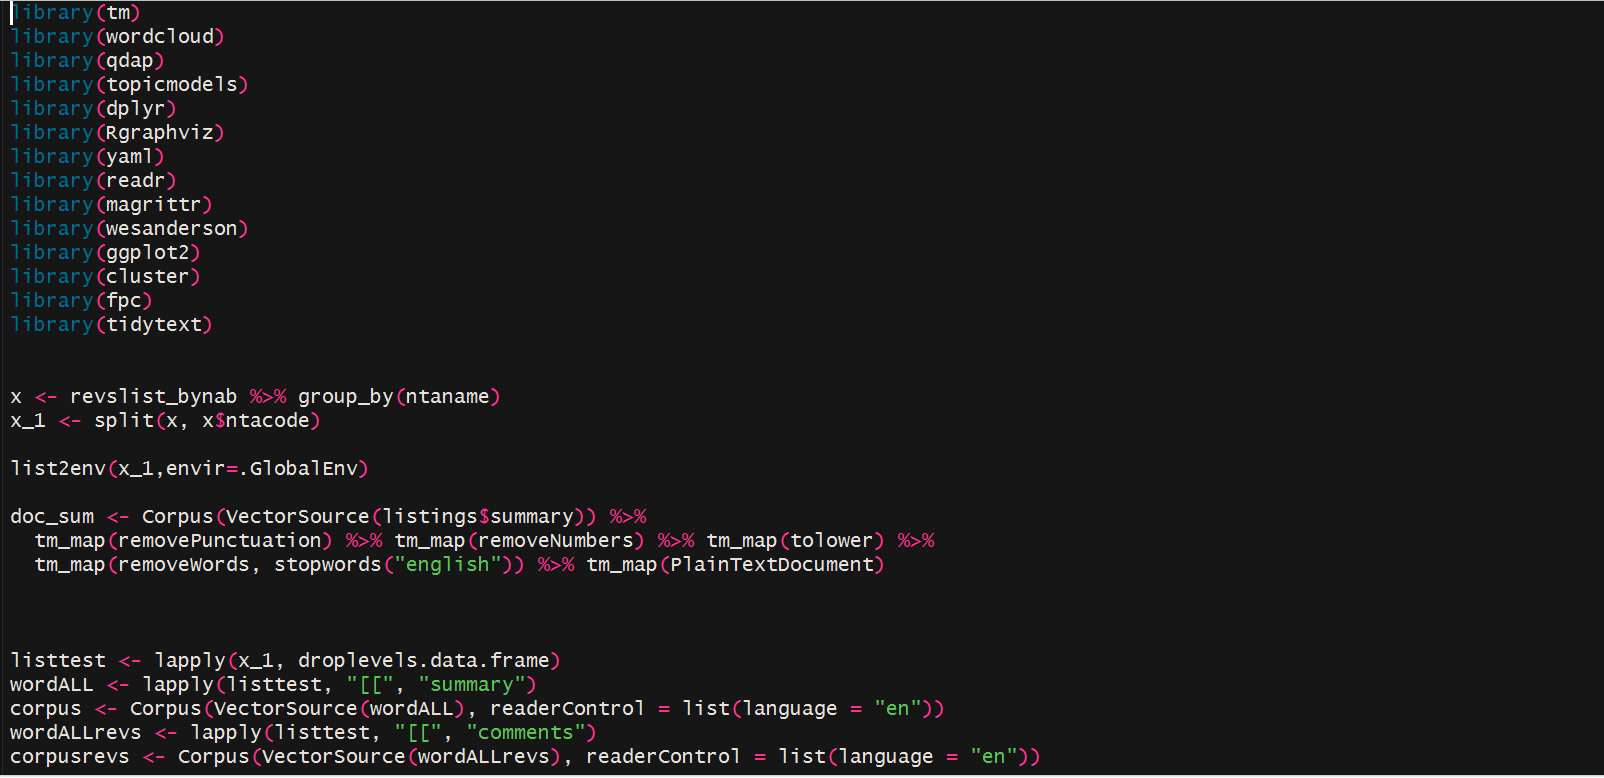 library(tm)
library(wordcloud)
library(qdap)
library(topicmodels)
library(dplyr)
library(Rgraphviz)
library(yaml)
library(readr)
library(magrittr)
library(wesanderson)
library(ggplot2)
library(cluster)
library(fpc)
library(tidytext)
x <- revslist_bynab %>% group_by(ntaname)
x_1 <- split(x, x$ntacode)
list2env(x_1,envir=.GlobalEnv)
doc_sum <- Corpus(VectorSource(listings$summary)) %>%
  tm_map(removePunctuation) %>% tm_map(removeNumbers) %>% tm_map(tolower) %>%
  tm_map(removeWords, stopwords("english")) %>% tm_map(PlainTextDocument)
listtest <- lapply(x_1, droplevels.data.frame)
wordALL <- lapply(listtest, "[[", "summary")
corpus <- Corpus(VectorSource(wordALL), readerControl = list(language = "en"))
wordALLrevs <- lapply(listtest, "[[", "comments")
corpusrevs <- Corpus(VectorSource(wordALLrevs), readerControl = list(language = "en"))